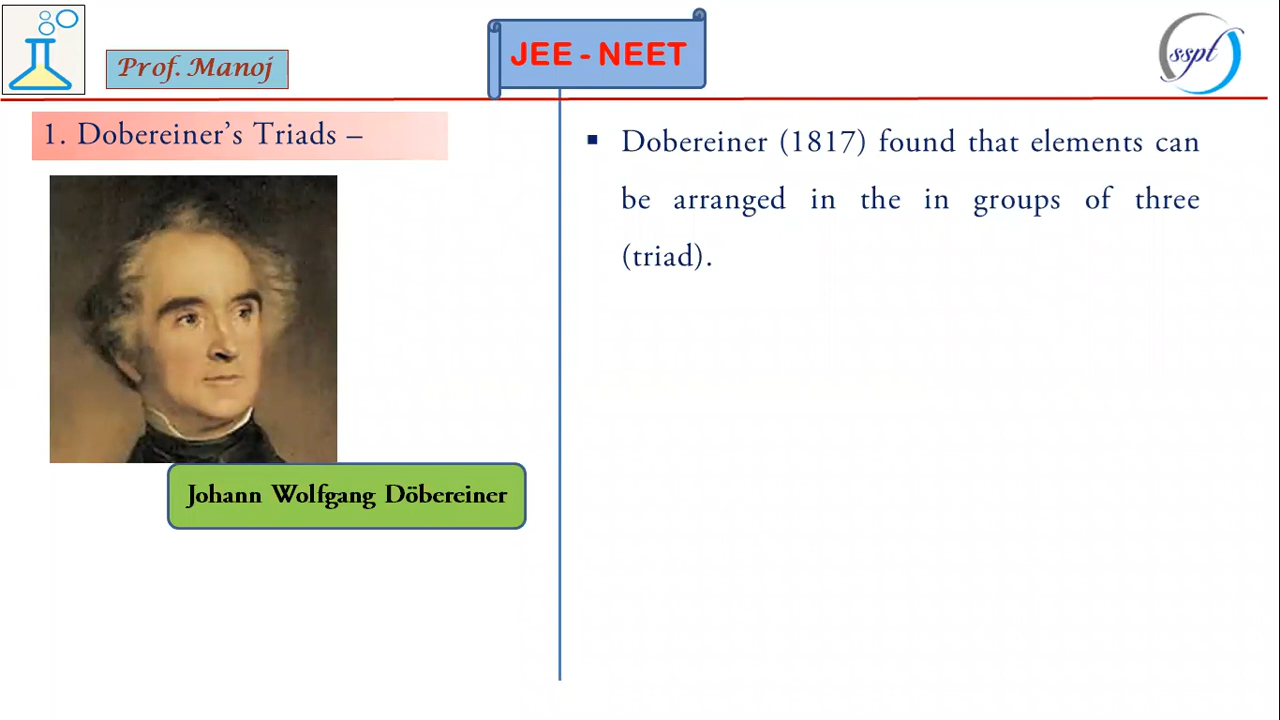 Prof. Manoj
JEE - NEET
sspt
1. Dobereiner’s Triads –
Johann Wolfgang Döbereiner
▪ Dobereiner (1817) found that elements can
be arranged in the in groups of three
(triad).